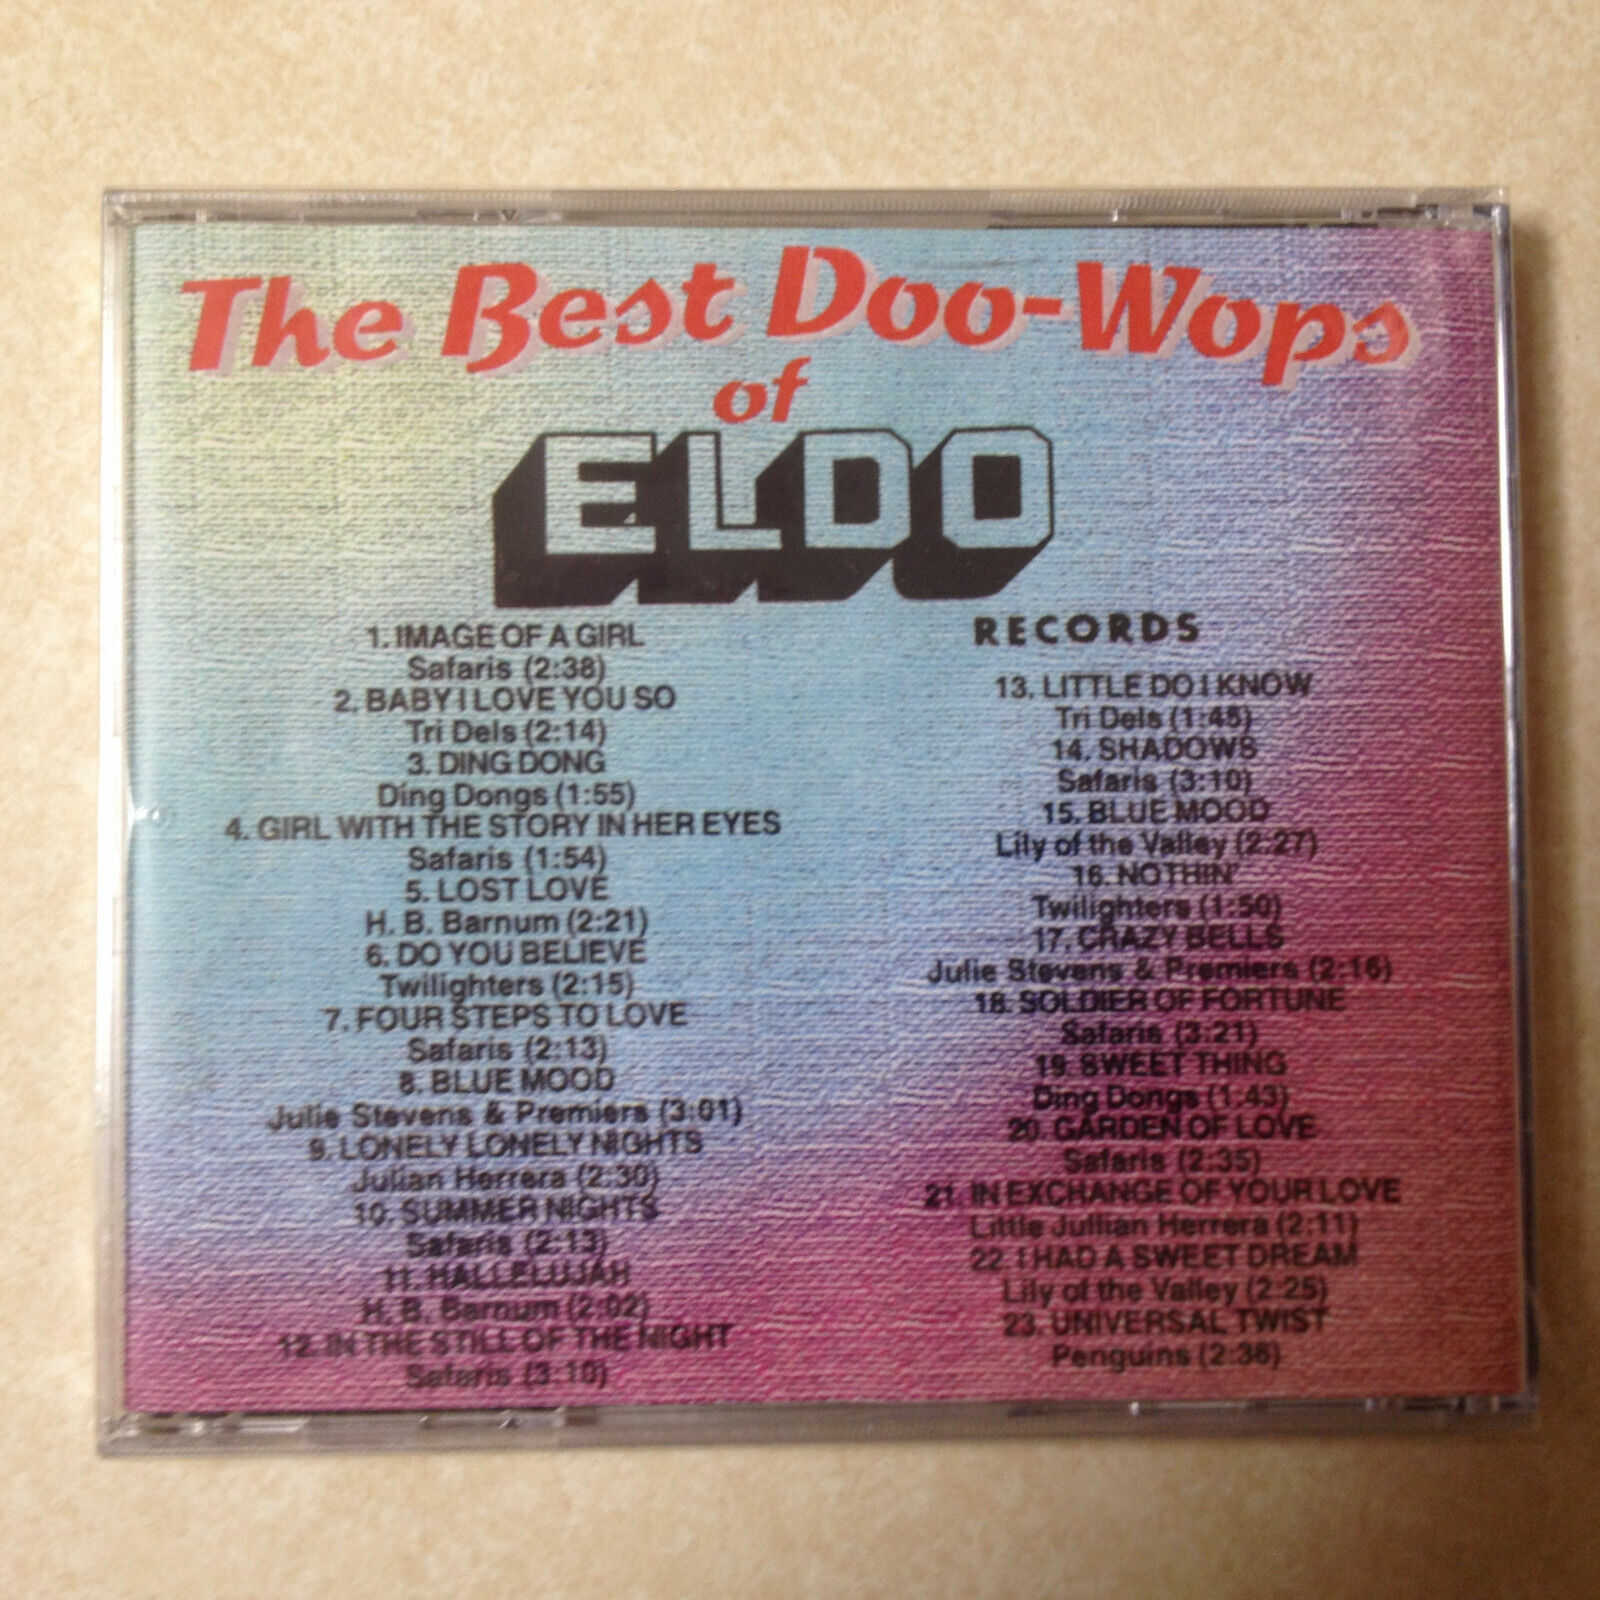 The Best Doo-Wops
of
ELDO
RECORDS
1. IMAGE OF A GIRL
Safaris (2:38)
2. BABY I LOVE YOU SO
Tri Dels (2:14)
3. DING DONG
Ding Dongs (1:55)
4. GIRL WITH THE STORY IN HER EYES
Safaris (1:54)
5. LOST LOVE
H. B. Barnum (2:21)
6. DO YOU BELIEVE
Twilighters (2:15)
7. FOUR STEPS TO LOVE
Safaris (2:13)
8. BLUE MOOD
Julie Stevens & Premiers (3:01)
9. LONELY LONELY NIGHTS
Julian Herrera (2:30)
10. SUMMER NIGHTS
Safaris (2:13)
11. HALLELUJAH
H. B. Barnum (2:02)
12. IN THE STILL OF THE NIGHT
Safaris (3:10)
13. LITTLE DO I KNOW
Tri Dels (1:45)
14. SHADOWS
Safaris (3:10)
15. BLUE MOOD
Lily of the Valley (2:27)
16. NOTHIN'
Twilighters (1:50)
17. CRAZY BELLS
Julie Stevens & Premiers (2:16)
18. SOLDIER OF FORTUNE
Safaris (3:21)
19. SWEET THING
Ding Dongs (1:43)
20. GARDEN OF LOVE
Safaris (2:35)
21. IN EXCHANGE OF YOUR LOVE
Little Jullian Herrera (2:11)
22. I HAD A SWEET DREAM
Lily of the Valley (2:25)
23. UNIVERSAL TWIST
Penguins (2:36)